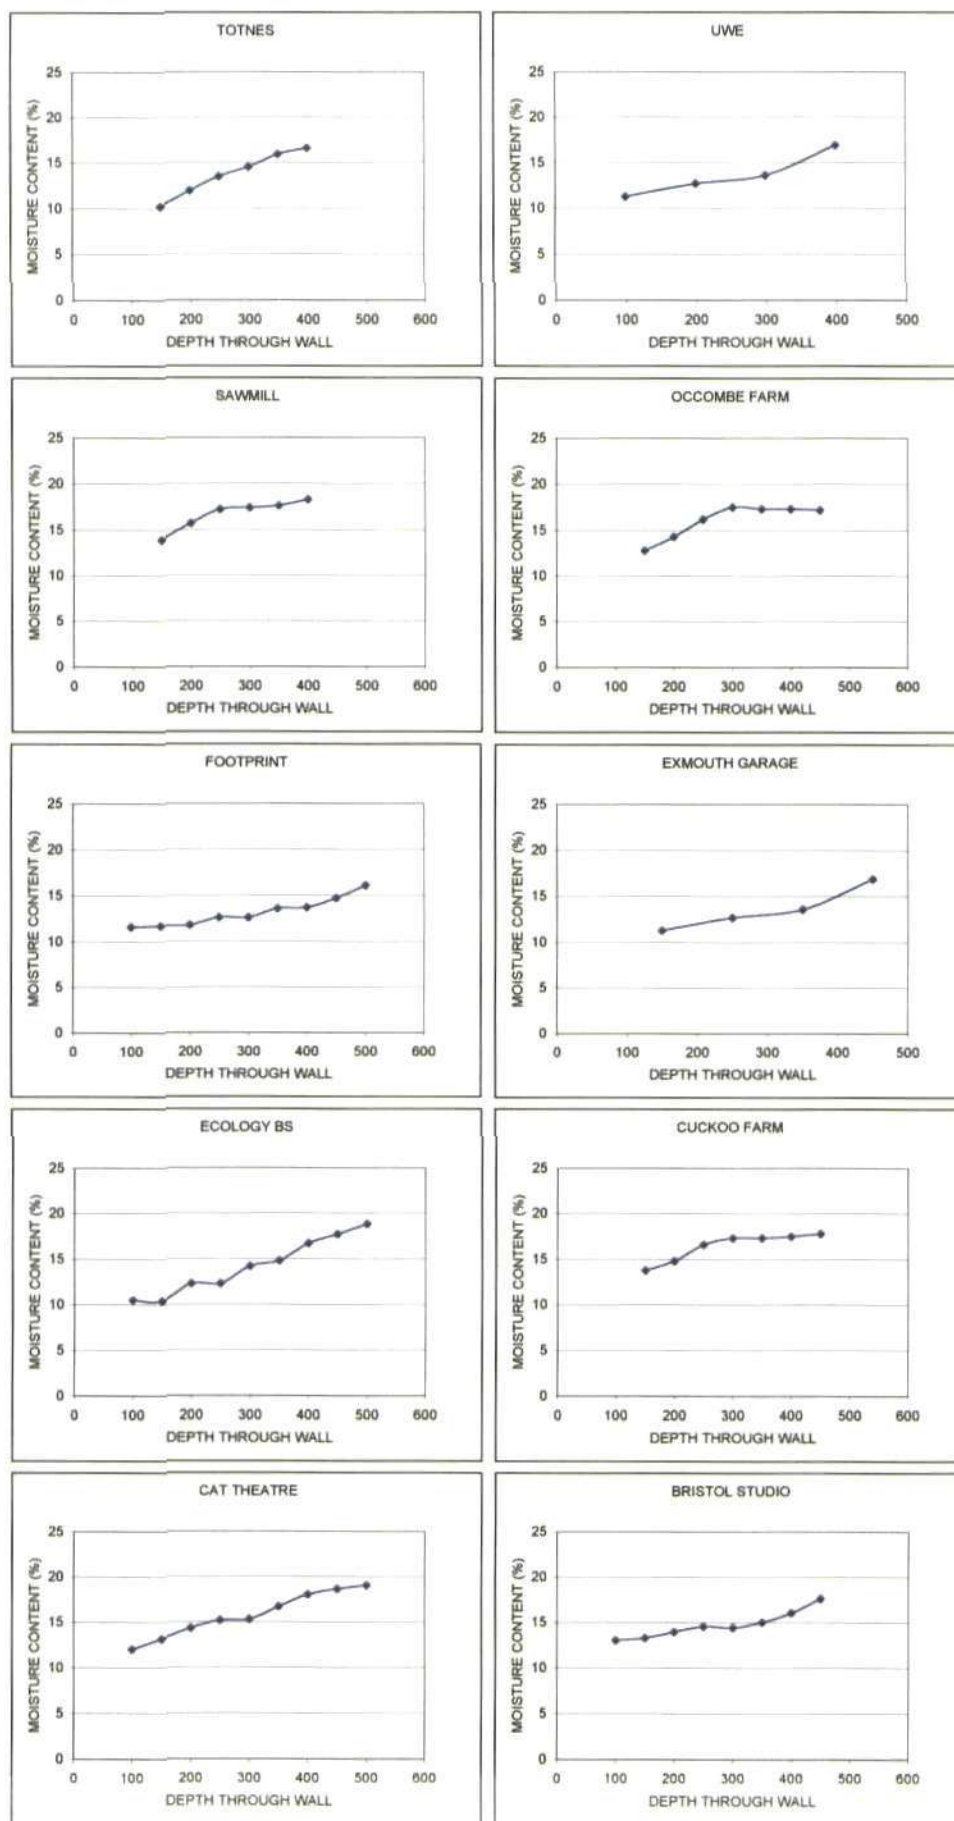 TOTNES
MOISTURE CONTENT (%)
25
20
15
10
5
0
0 100 200 300 400 500 600
DEPTH THROUGH WALL
UWE
MOISTURE CONTENT (%)
25
20
15
10
5
0
0 100 200 300 400 500
DEPTH THROUGH WALL
SAWMILL
MOISTURE CONTENT (%)
25
20
15
10
5
0
0 100 200 300 400 500 600
DEPTH THROUGH WALL
OCCOMBE FARM
MOISTURE CONTENT (%)
25
20
15
10
5
0
0 100 200 300 400 500 600
DEPTH THROUGH WALL
FOOTPRINT
MOISTURE CONTENT (%)
25
20
15
10
5
0
0 100 200 300 400 500 600
DEPTH THROUGH WALL
EXMOUTH GARAGE
MOISTURE CONTENT (%)
25
20
15
10
5
0
0 100 200 300 400 500
DEPTH THROUGH WALL
ECOLOGY BS
MOISTURE CONTENT (%)
25
20
15
10
5
0
0 100 200 300 400 500 600
DEPTH THROUGH WALL
CUCKOO FARM
MOISTURE CONTENT (%)
25
20
15
10
5
0
0 100 200 300 400 500 600
DEPTH THROUGH WALL
CAT THEATRE
MOISTURE CONTENT (%)
25
20
15
10
5
0
0 100 200 300 400 500 600
DEPTH THROUGH WALL
BRISTOL STUDIO
MOISTURE CONTENT (%)
25
20
15
10
5
0
0 100 200 300 400 500 600
DEPTH THROUGH WALL